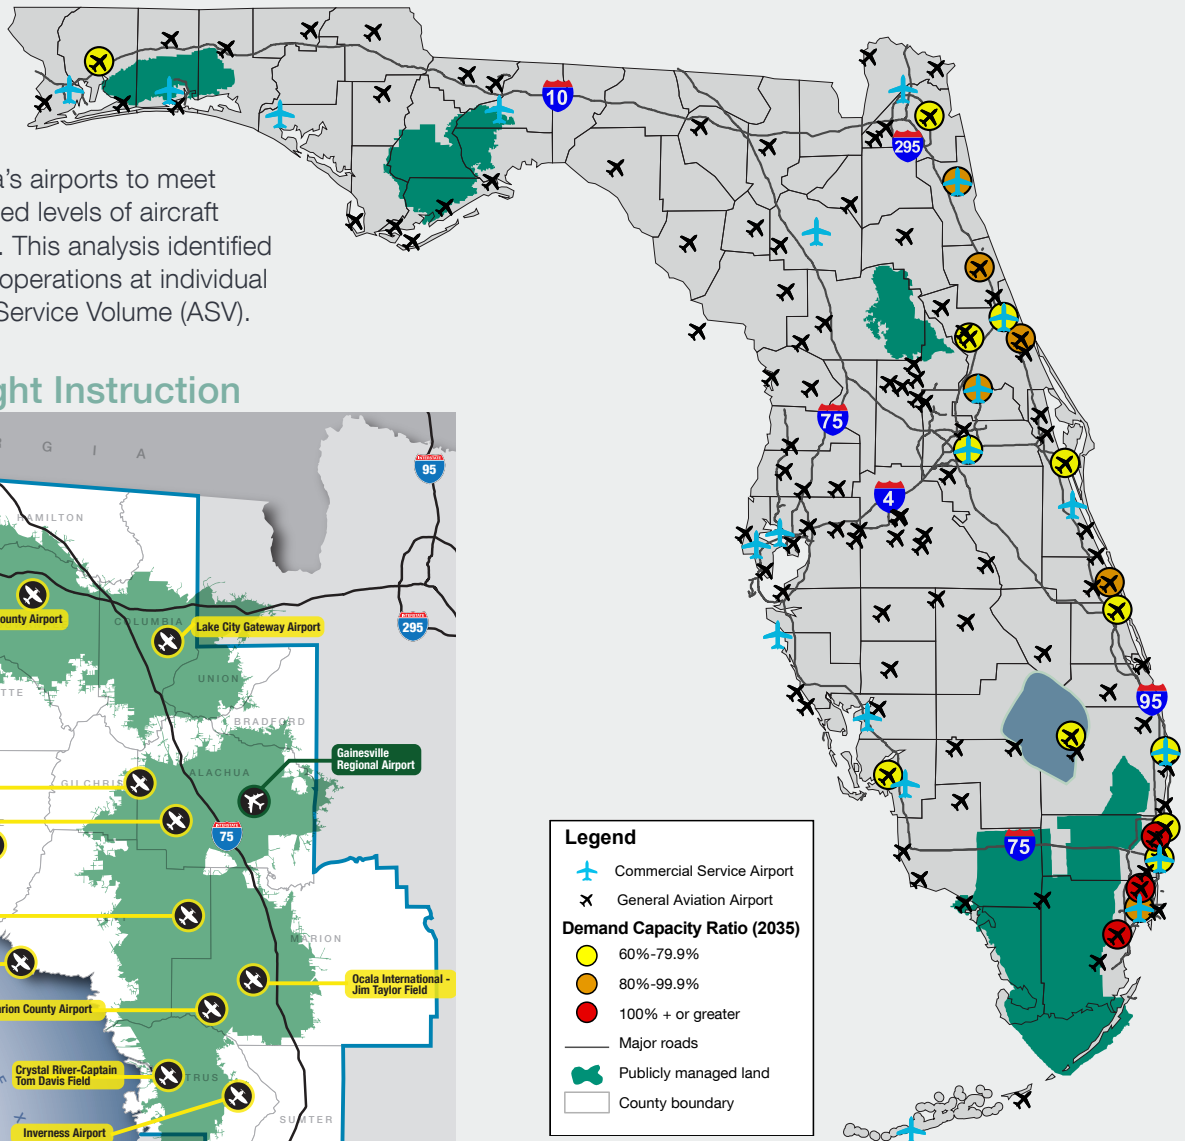 a's airports to meet
ed levels of aircraft
. This analysis identified
operations at individual
Service Volume (ASV).
ght Instruction
G I A
95
HAMILTON
ounty Airport
COLUMBIA
Lake City Gateway Airport
295
UNION
TTE
BRADFORD
Gainesville
Regional Airport
GILCHRIS
ALACHUA
75
MARION
Ocala International -
Jim Taylor Field
rion County Airport
Crystal River-Captain
Tom Davis Field
TRUS
Inverness Airport
SUMTER
10
295
75
4
95
75
Legend
Commercial Service Airport
General Aviation Airport
Demand Capacity Ratio (2035)
60%-79.9%
80%-99.9%
100% + or greater
Major roads
Publicly managed land
County boundary